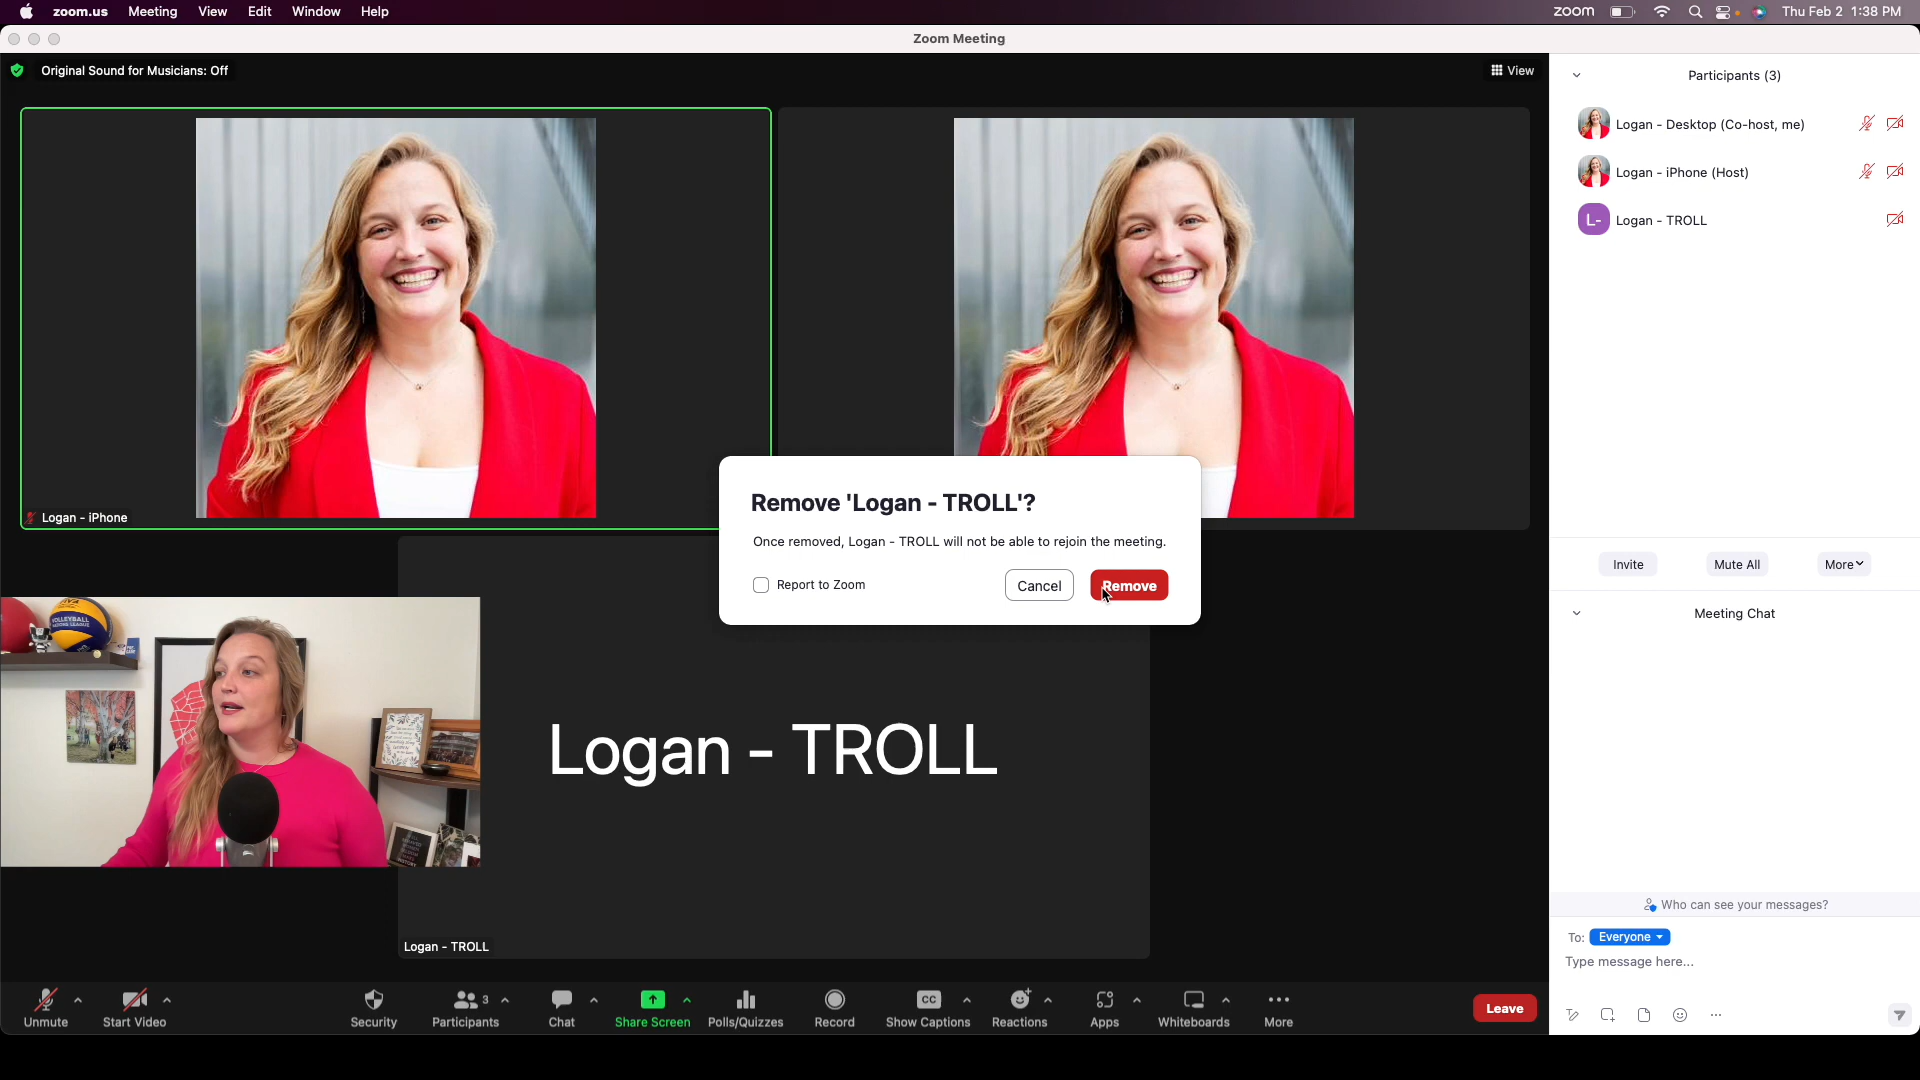 zoom.us Meeting View Edit Window Help
zoom Thu Feb 2 1:38 PM
Zoom Meeting
Original Sound for Musicians: Off
View
Participants (3)
Logan - Desktop (Co-host, me)
Logan - iPhone (Host)
L- Logan - TROLL
Logan - iPhone
Remove 'Logan - TROLL'?
Once removed, Logan - TROLL will not be able to rejoin the meeting.
Report to Zoom
Cancel
Remove
Invite
Mute All
More
Meeting Chat
VOLLEYBALL
Logan - TROLL
HISTORY
Logan - TROLL
Who can see your messages?
To: Everyone
Type message here...
Unmute
Start Video
Security
3
Participants
Chat
Share Screen
Polls/Quizzes
Record
CC
Show Captions
Reactions
Apps
Whiteboards
More
Leave